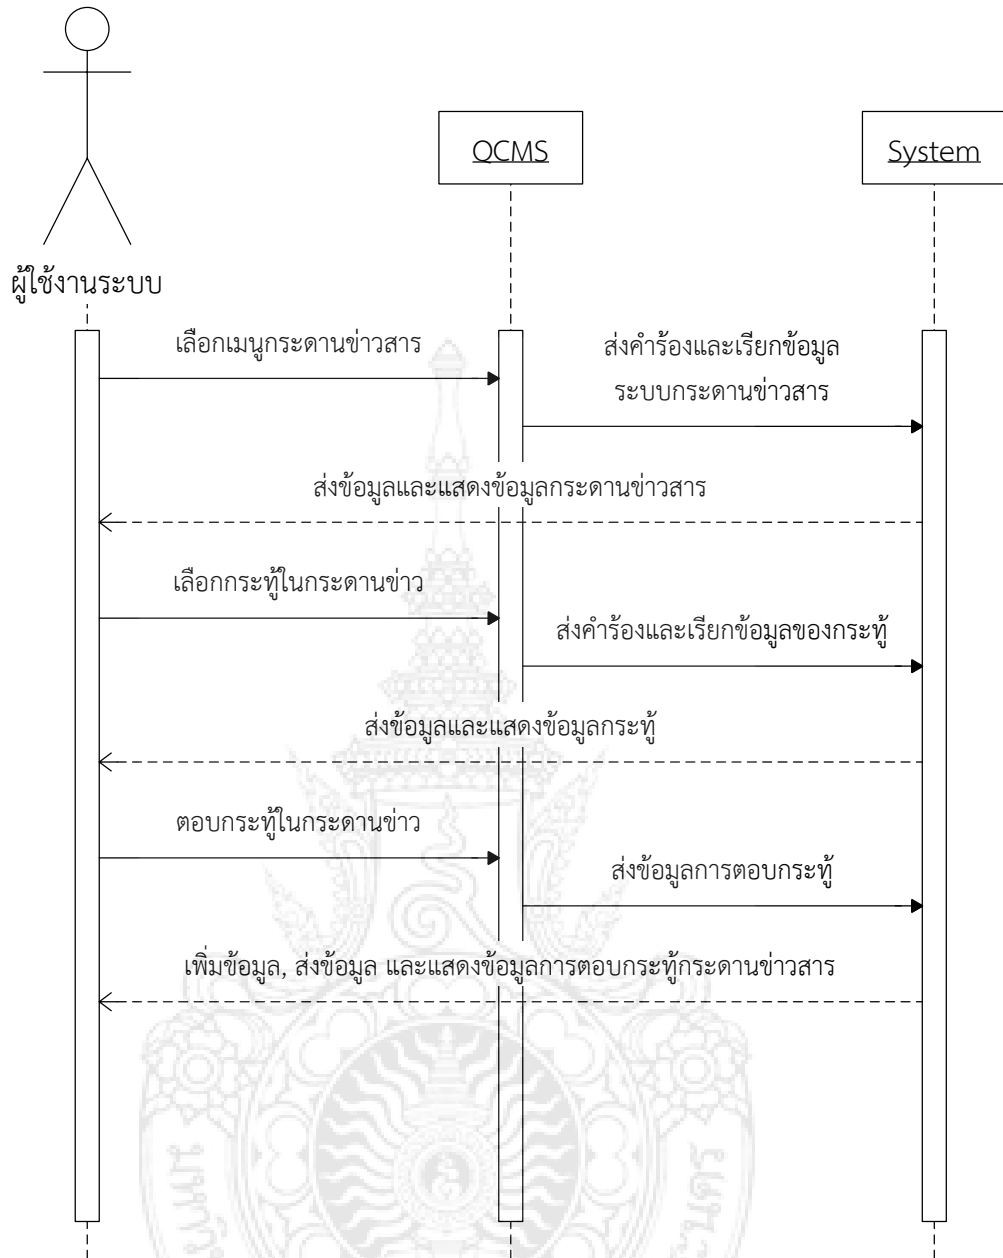 QCMS
System
ผู้ใช้งานระบบ
เลือกเมนูกระดานข่าวสาร
ส่งคำร้องและเรียกข้อมูล
ระบบกระดานข่าวสาร
ส่งข้อมูลและแสดงข้อมูลกระดานข่าวสาร
เลือกกระทู้ในกระดานข่าว
ส่งคำร้องและเรียกข้อมูลของกระทู้
ส่งข้อมูลและแสดงข้อมูลกระทู้
ตอบกระทู้ในกระดานข่าว
ส่งข้อมูลการตอบกระทู้
เพิ่มข้อมูล, ส่งข้อมูล และแสดงข้อมูลการตอบกระทู้กระดานข่าวสาร